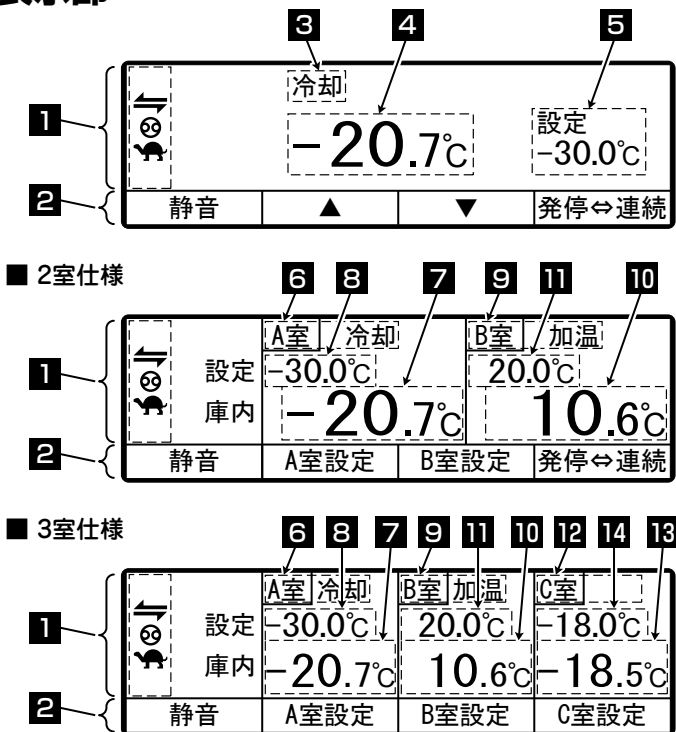 3 4 5
冷却
1
-20.7℃
設定
-30.0℃
2
静音 ▲ ▼ 発停⇔連続
■ 2室仕様
6 8 7 9 11 10
A室 冷却 B室 加温
1
設定 -30.0℃ 20.0℃
庫内 -20.7℃ 10.6℃
2
静音 A室設定 B室設定 発停⇔連続
■ 3室仕様
6 8 7 9 11 10 12 14 13
A室 冷却 B室 加温 C室
1
設定 -30.0℃ 20.0℃ -18.0℃
庫内 -20.7℃ 10.6℃ -18.5℃
2
静音 A室設定 B室設定 C室設定